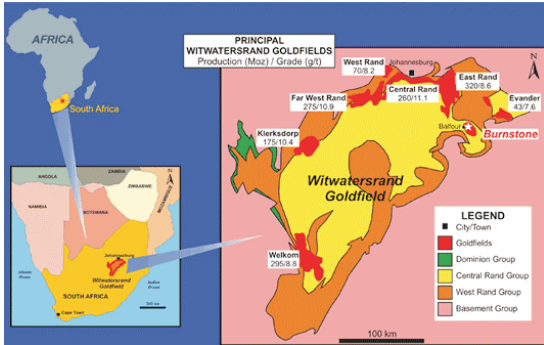 AFRICA
South Africa
ANGOLA
ZAMBIA
ZIMBABWE
MOZAMBIQUE
NAMIBIA
BOTSWANA
Johannesburg
Witwatersrand
Goldfield
SOUTH AFRICA
Cape Town
Atlantic
Ocean
Indian
Ocean
PRINCIPAL
WITWATERSRAND GOLDFIELDS
Production (Moz) / Grade (g/t)
N
West Rand
70/8.2
Johannesburg
Central Rand
260/11.1
East Rand
320/8.6
Evander
43/7.6
Far West Rand
275/10.9
Balfour
Burnstone
Klerksdorp
175/10.4
Witwatersrand
Goldfield
Welkom
295/8.8
LEGEND
City/Town
Goldfields
Dominion Group
Central Rand Group
West Rand Group
Basement Group
100 km